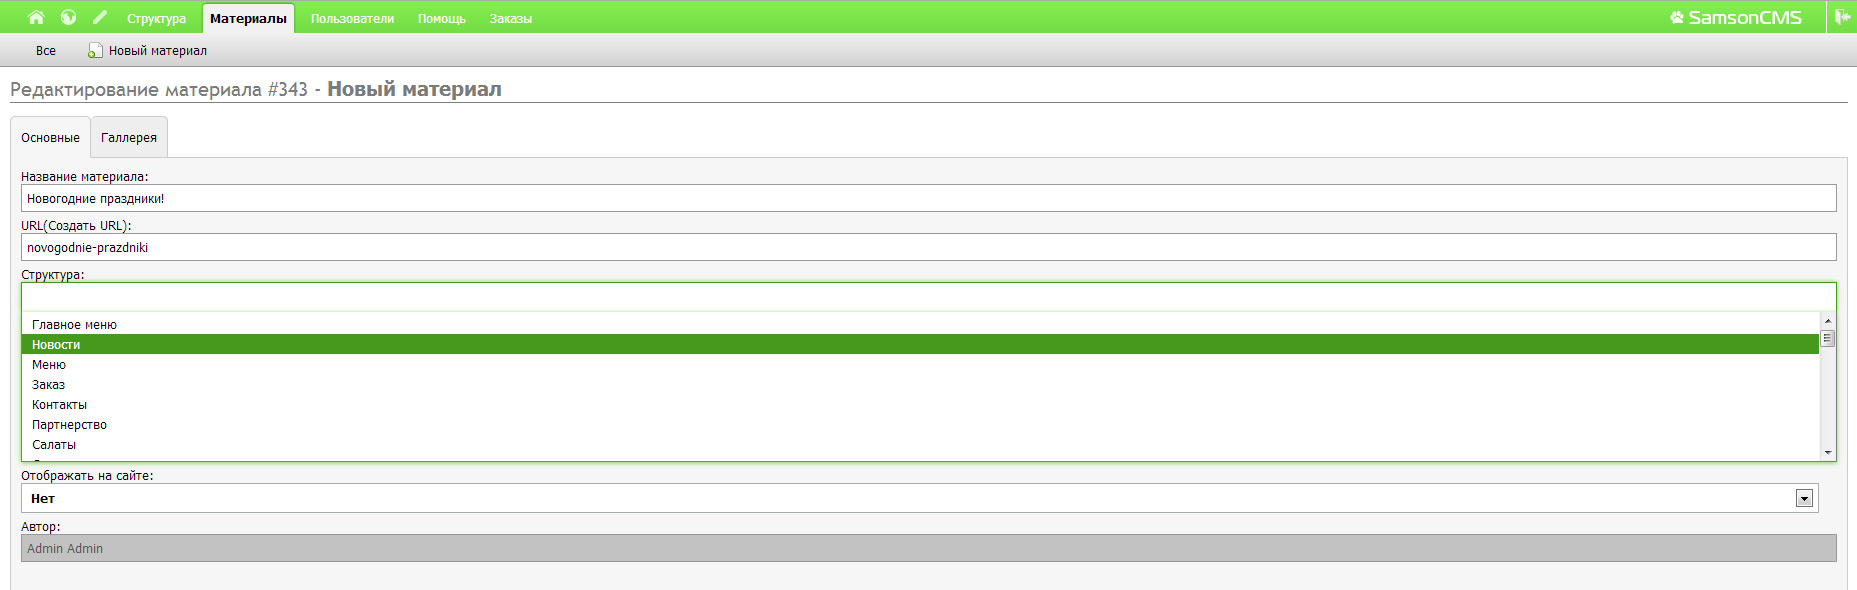 Структура Материалы Пользователи Помощь Заказы SamsonCMS
Все Новый материал
Редактирование материала #343 - Новый материал
Основные Галлерея
Название материала:
Новогодние праздники!
URL(Создать URL):
novogodnie-prazdniki
Структура:
Главное меню
Новости
Меню
Заказ
Контакты
Партнерство
Салаты
Отображать на сайте:
Нет
Автор:
Admin Admin